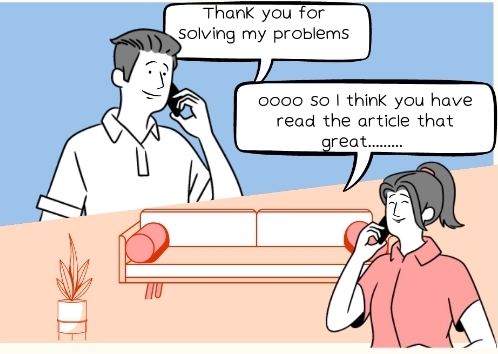 Thank you for
solving my problems
oooo so I think you have
read the article that
great.........